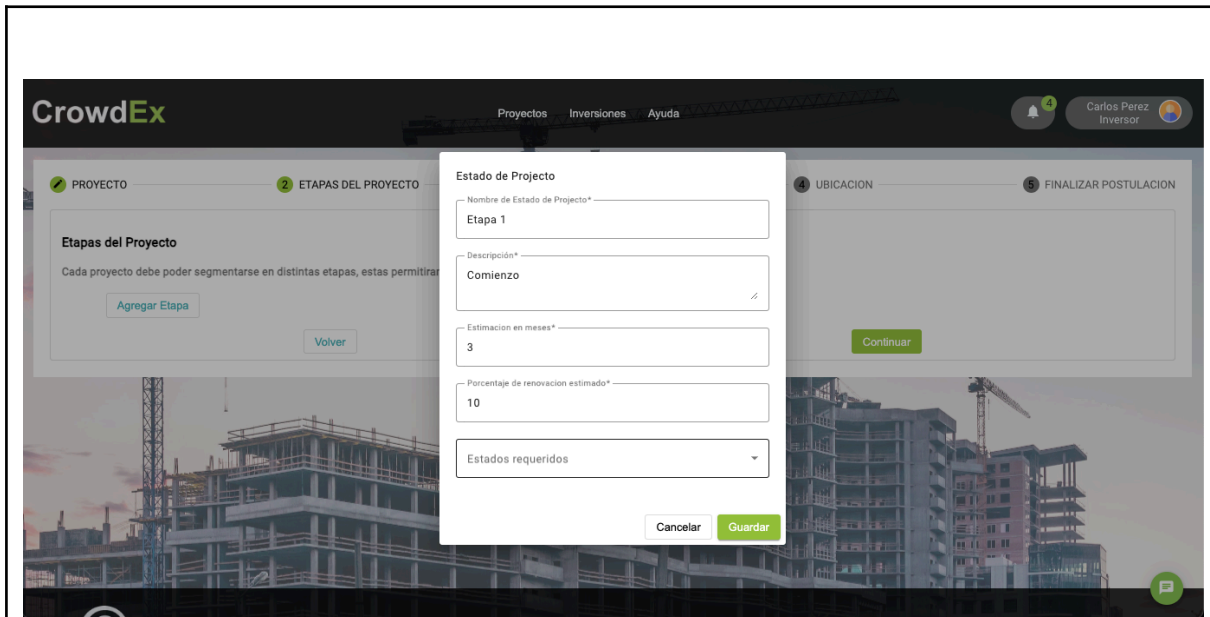 CrowdEx
Proyectos Inversiones Ayuda
4
Carlos Perez
Inversor
PROYECTO
2 ETAPAS DEL PROYECTO
4 UBICACION
5 FINALIZAR POSTULACION
Etapas del Proyecto
Cada proyecto debe poder segmentarse en distintas etapas, estas permitirar
Agregar Etapa
Volver
Continuar
Estado de Projecto
Nombre de Estado de Projecto*
Etapa 1
Descripción*
Comienzo
Estimacion en meses*
3
Porcentaje de renovacion estimado*
10
Estados requeridos
Cancelar Guardar